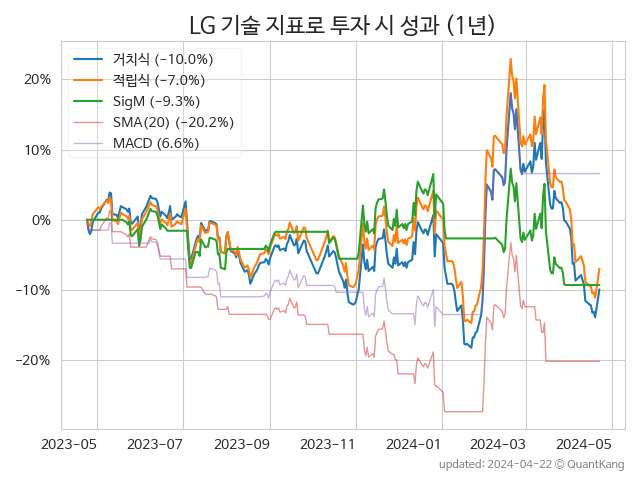 LG 기술 지표로 투자 시 성과 (1년)
거치식 (−10.0%)
적립식 (−7.0%)
SigM (−9.3%)
SMA(20) (−20.2%)
MACD (6.6%)
20%
10%
0%
−10%
−20%
2023-05 2023-07 2023-09 2023-11 2024-01 2024-03 2024-05
updated: 2024-04-22 © QuantKang